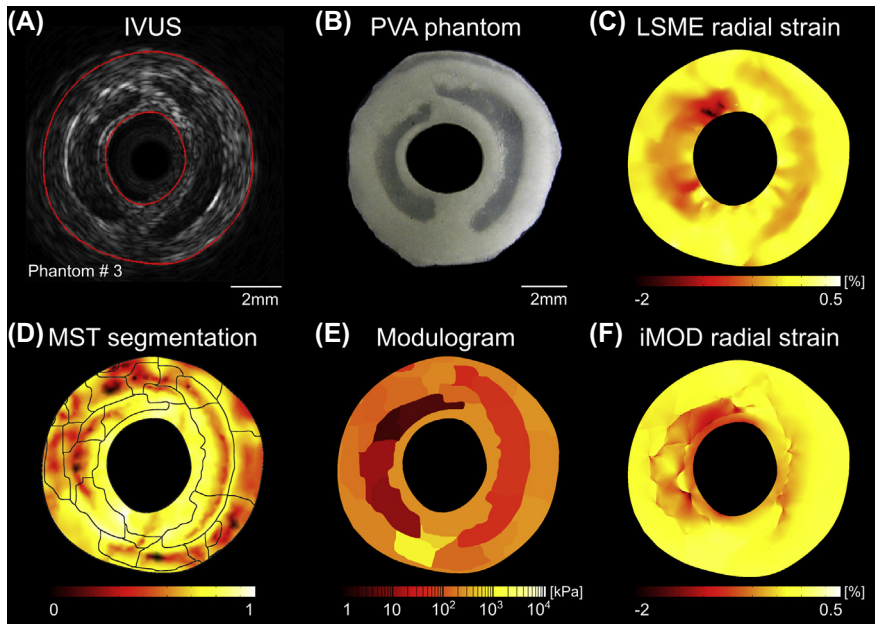 (A) IVUS
(B) PVA phantom
(C) LSME radial strain
Phantom # 3
2mm
2mm
[%]
-2 0.5
(D) MST segmentation
(E) Modulogram
(F) iMOD radial strain
0 1
[kPa]
1 10 10² 10³ 10⁴
[%]
-2 0.5